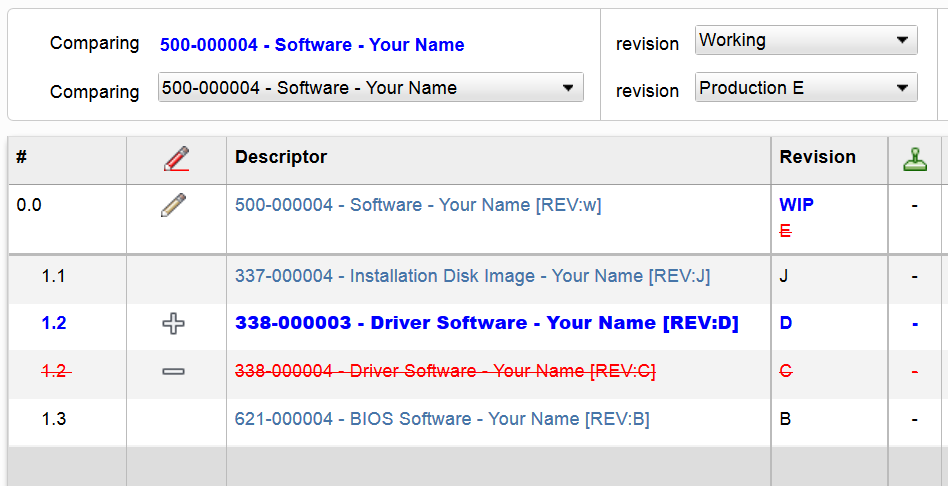 Comparing 500-000004 - Software - Your Name revision Working
Comparing 500-000004 - Software - Your Name revision Production E
# Descriptor Revision
0.0 500-000004 - Software - Your Name [REV:w] WIP -
E
1.1 337-000004 - Installation Disk Image - Your Name [REV:J] J -
1.2 338-000003 - Driver Software - Your Name [REV:D] D -
1.2 338-000004 - Driver Software - Your Name [REV:C] C -
1.3 621-000004 - BIOS Software - Your Name [REV:B] B -